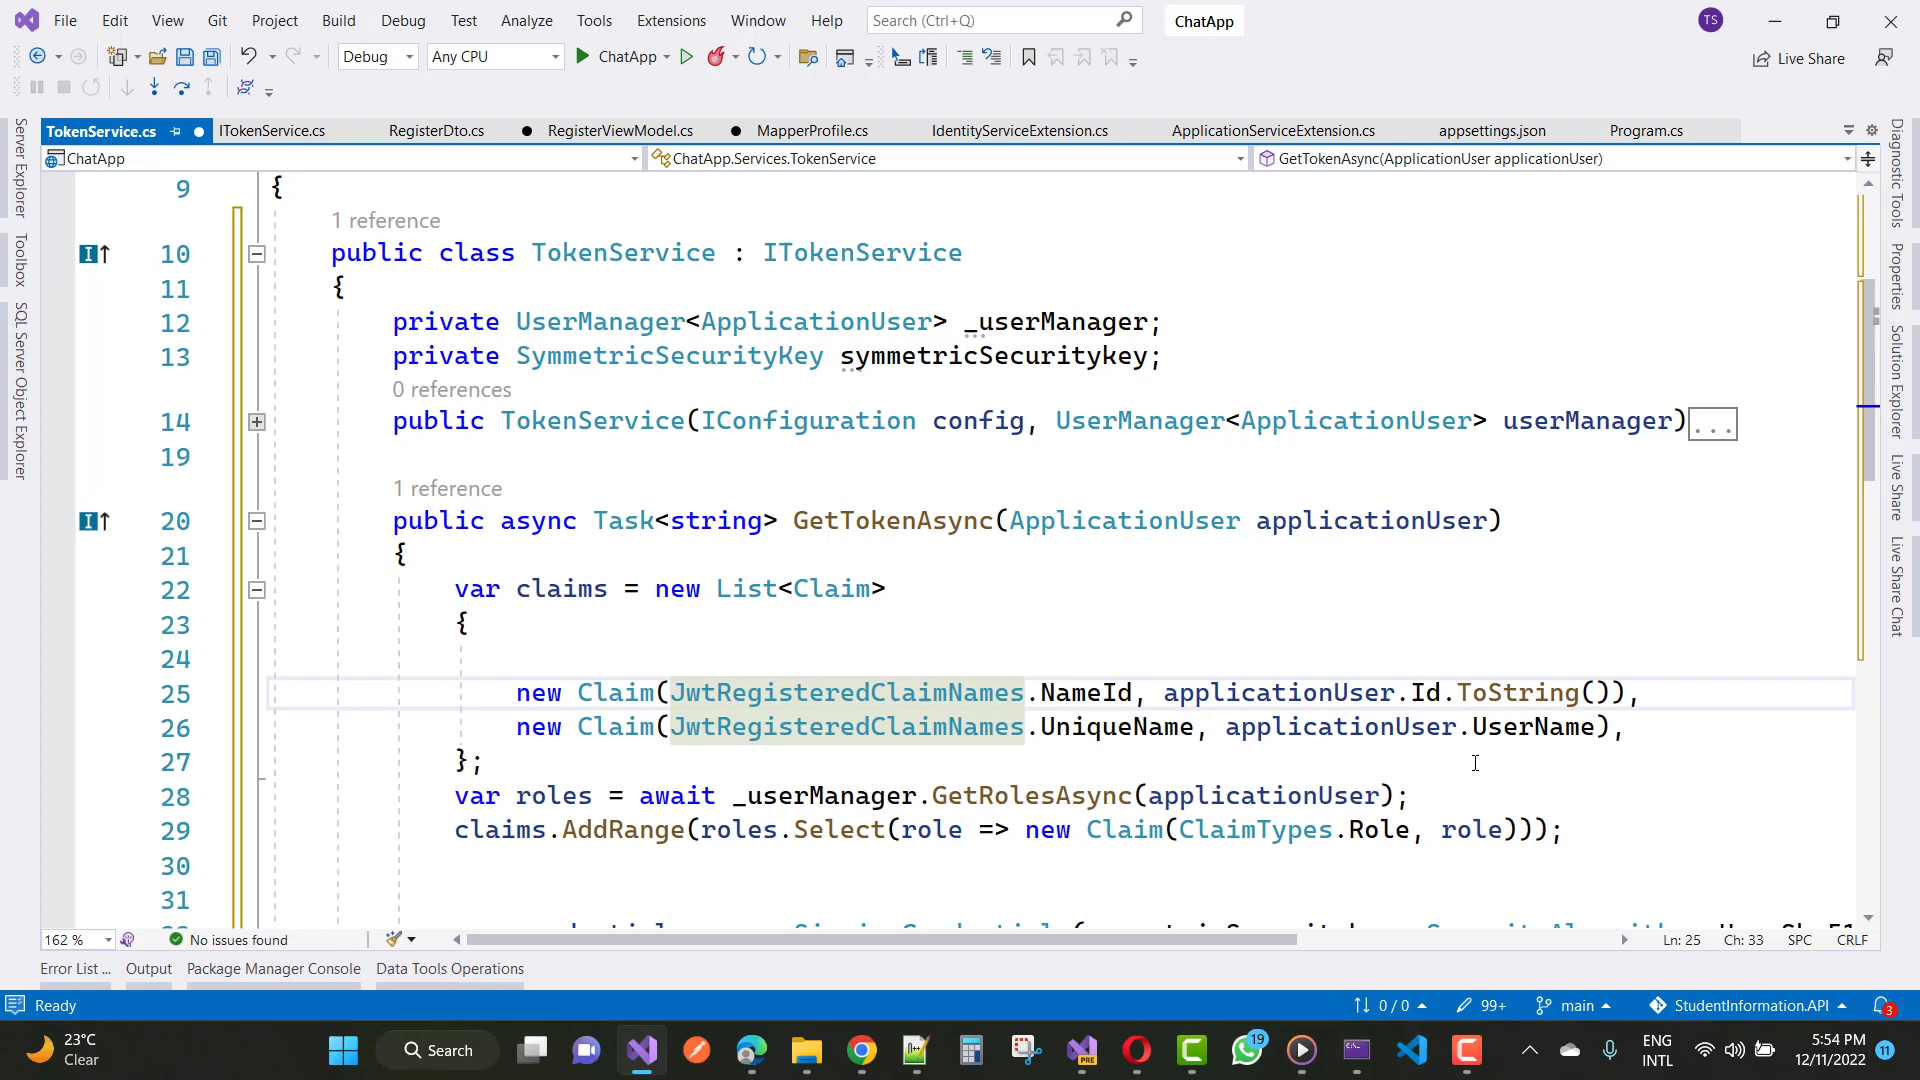 File Edit View Git Project Build Debug Test Analyze Tools Extensions Window Help Search (Ctrl+Q) ChatApp TS
Debug Any CPU ChatApp Live Share
TokenService.cs ITokenService.cs RegisterDto.cs RegisterViewModel.cs MapperProfile.cs IdentityServiceExtension.cs ApplicationServiceExtension.cs appsettings.json Program.cs
ChatApp ChatApp.Services.TokenService GetTokenAsync(ApplicationUser applicationUser)
Server Explorer
Toolbox
SQL Server Object Explorer
9 {
1 reference
10 public class TokenService : ITokenService
11 {
12 private UserManager<ApplicationUser> _userManager;
13 private SymmetricSecurityKey symmetricSecuritykey;
0 references
14 public TokenService(IConfiguration config, UserManager<ApplicationUser> userManager)...
19
1 reference
20 public async Task<string> GetTokenAsync(ApplicationUser applicationUser)
21 {
22 var claims = new List<Claim>
23 {
24
25 new Claim(JwtRegisteredClaimNames.NameId, applicationUser.Id.ToString()),
26 new Claim(JwtRegisteredClaimNames.UniqueName, applicationUser.UserName),
27 };
28 var roles = await _userManager.GetRolesAsync(applicationUser);
29 claims.AddRange(roles.Select(role => new Claim(ClaimTypes.Role, role)));
30
31
Diagnostic Tools
Properties
Solution Explorer
Live Share
Live Share Chat
162 % No issues found Ln: 25 Ch: 33 SPC CRLF
Error List ... Output Package Manager Console Data Tools Operations
Ready 0 / 0 99+ main StudentInformation.API 3
23°C
Clear
Search
PRE
19
ENG
INTL
5:54 PM
12/11/2022
11